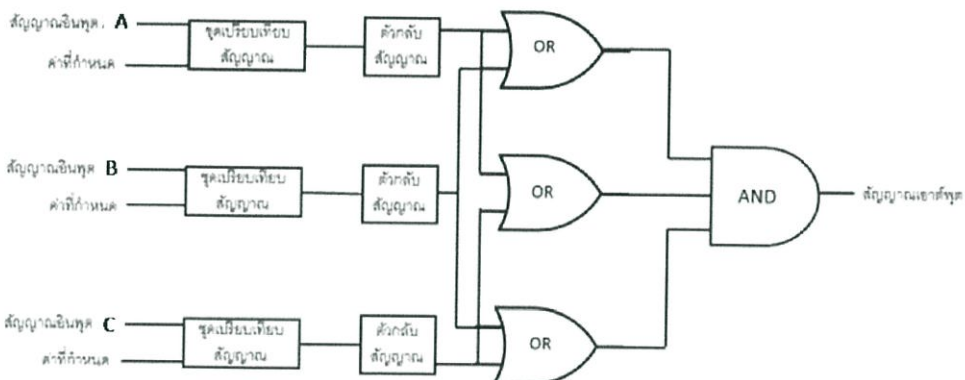 สัญญาณอินพุต. A
ค่าที่กำหนด
ชุดเปรียบเทียบ
สัญญาณ
ตัวกลับ
สัญญาณ
OR
สัญญาณอินพุต B
ค่าที่กำหนด
ชุดเปรียบเทียบ
สัญญาณ
ตัวกลับ
สัญญาณ
OR
AND
สัญญาณเอาต์พุต
สัญญาณอินพุต C
ค่าที่กำหนด
ชุดเปรียบเทียบ
สัญญาณ
ตัวกลับ
สัญญาณ
OR